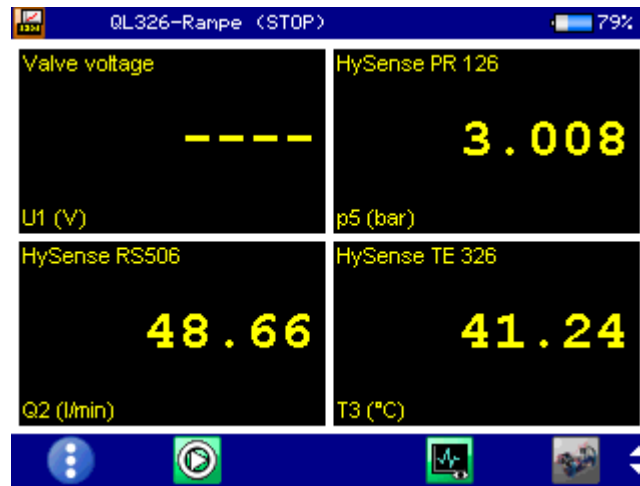 QL326-Rampe (STOP)
79%
Valve voltage
HySense PR 126
----
3.008
U1 (V)
p5 (bar)
HySense RS506
HySense TE 326
48.66
41.24
Q2 (l/min)
T3 (°C)